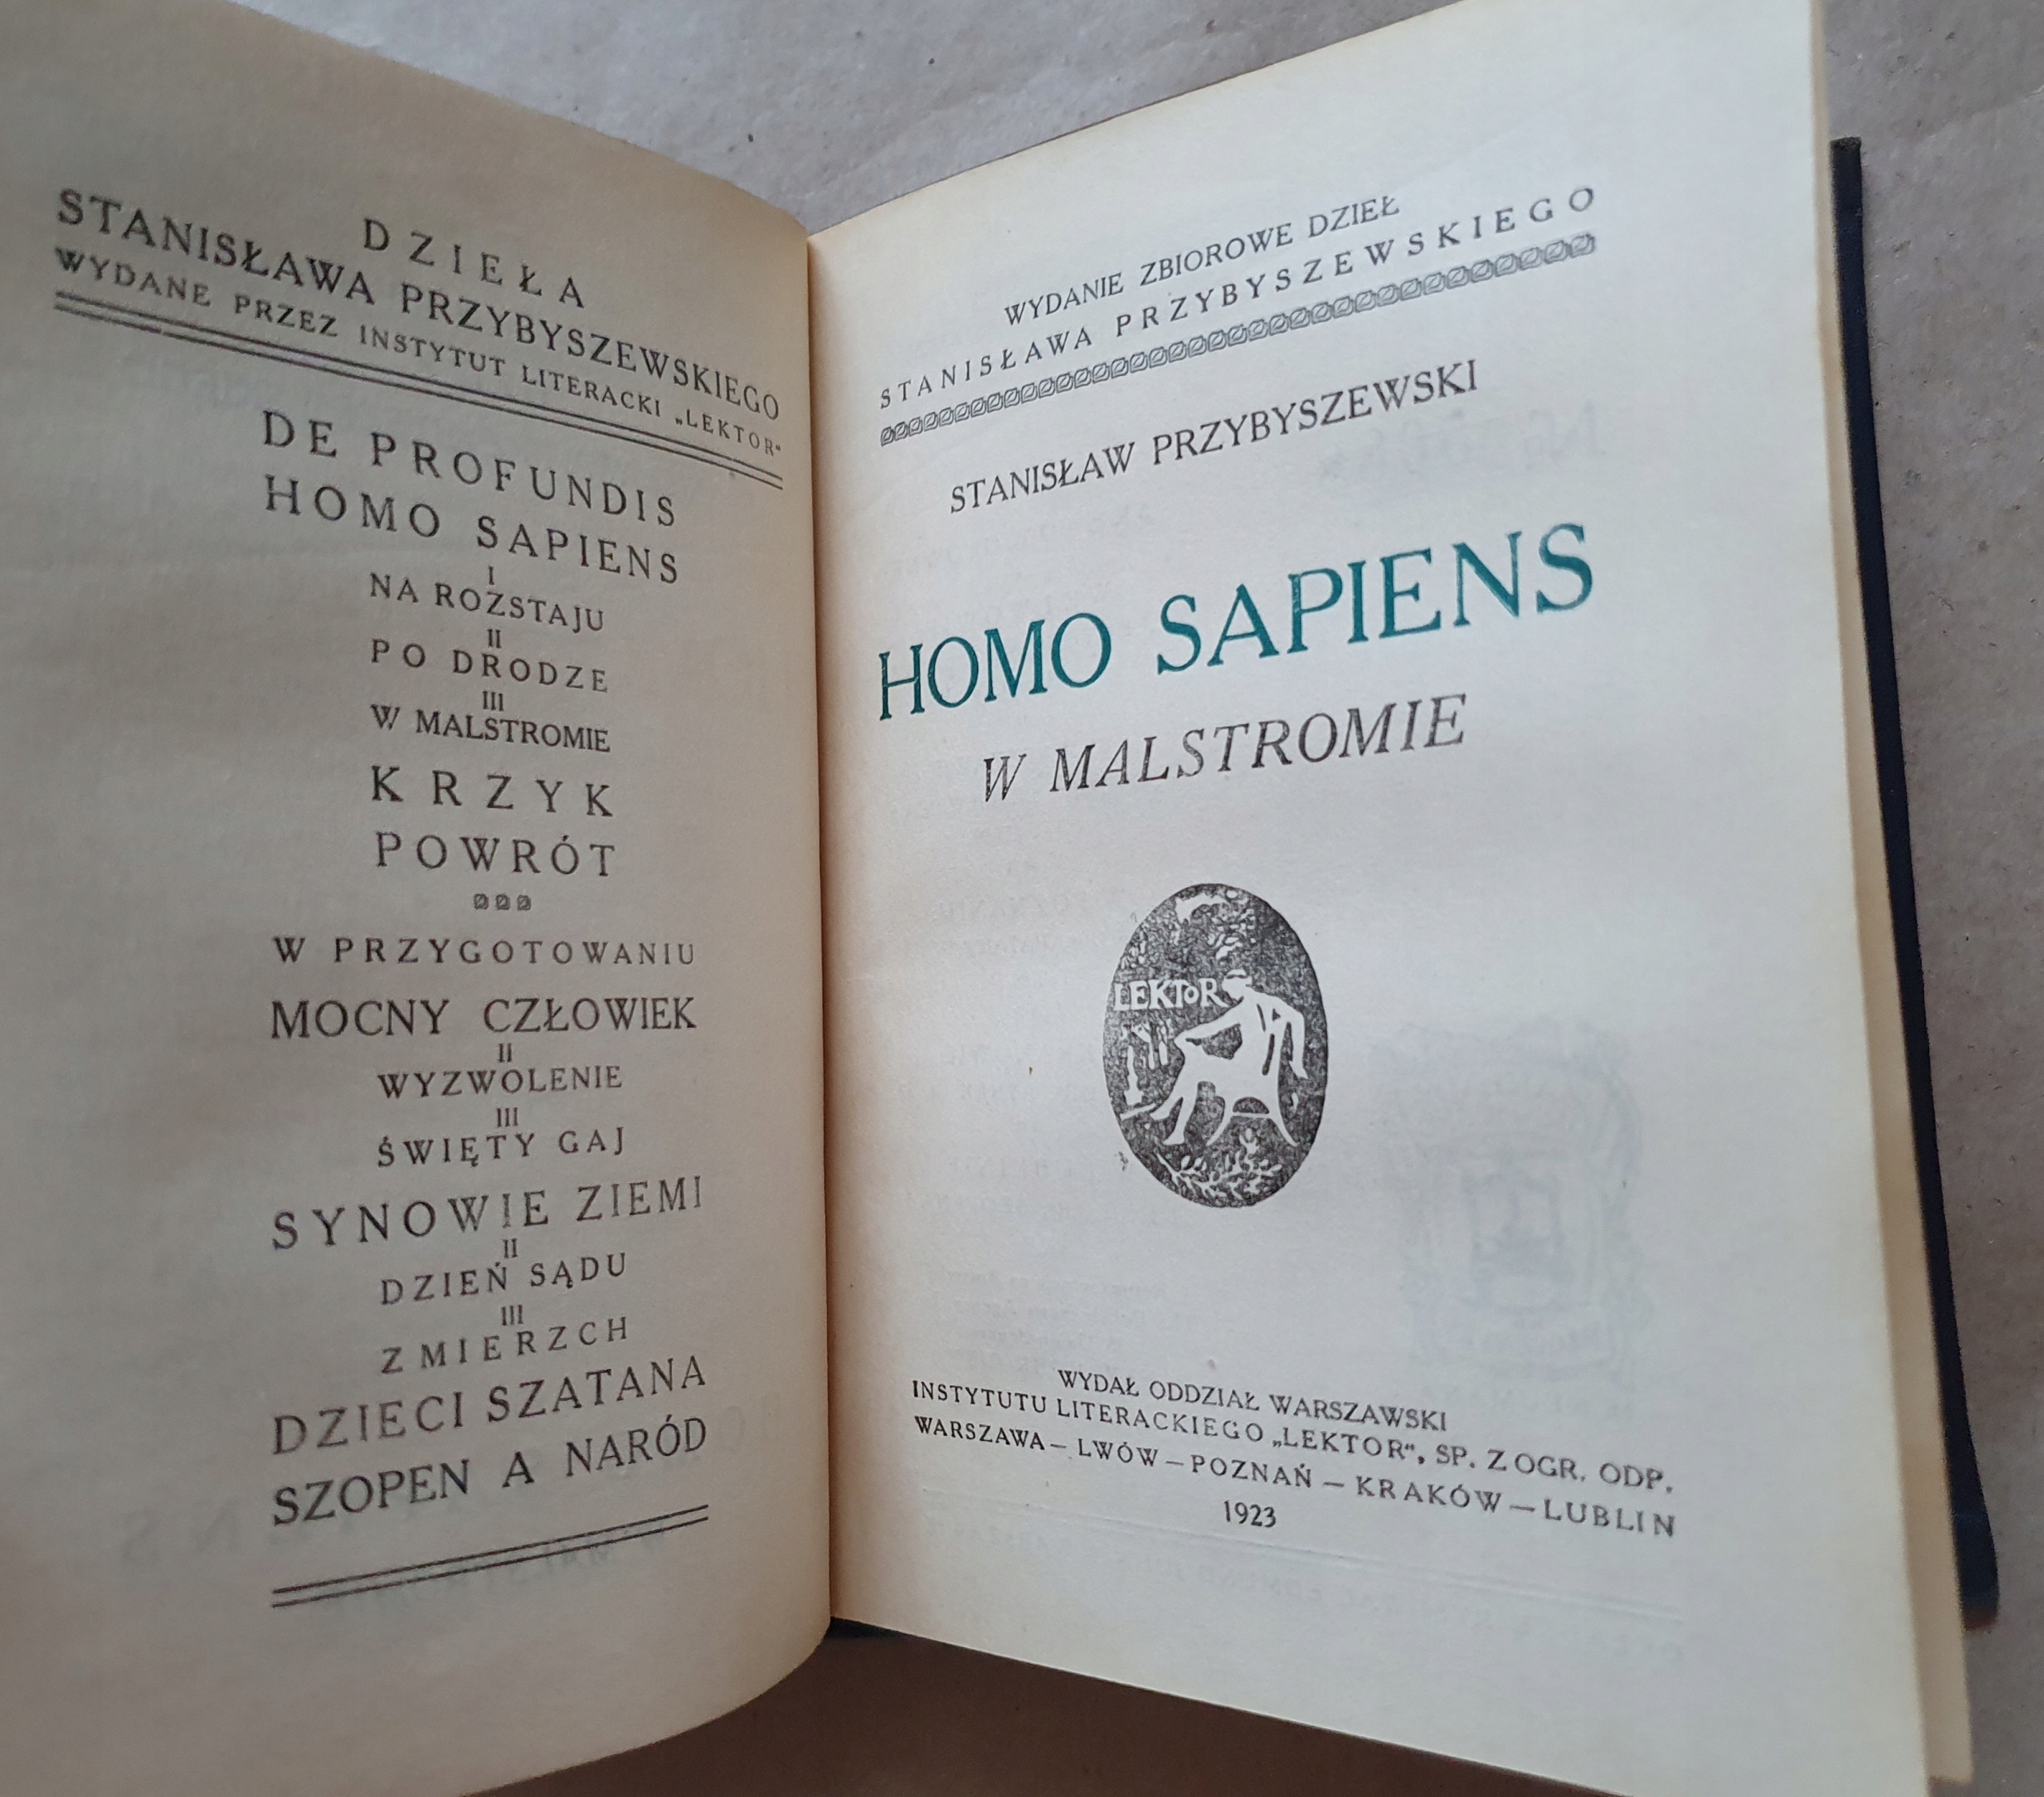 DZIEŁA
STANISŁAWA PRZYBYSZEWSKIEGO
WYDANE PRZEZ INSTYTUT LITERACKI „LEKTOR“
DE PROFUNDIS
HOMO SAPIENS
I
NA ROZSTAJU
II
PO DRODZE
III
W MALSTROMIE
KRZYK
POWRÓT
W PRZYGOTOWANIU
MOCNY CZŁOWIEK
II
WYZWOLENIE
III
ŚWIĘTY GAJ
SYNOWIE ZIEMI
II
DZIEŃ SĄDU
III
ZMIERZCH
DZIECI SZATANA
SZOPEN A NARÓD
WYDANIE ZBIOROWE DZIEŁ
STANISŁAWA PRZYBYSZEWSKIEGO
STANISŁAW PRZYBYSZEWSKI
HOMO SAPIENS
W MALSTROMIE
LEKTOR
WYDAŁ ODDZIAŁ WARSZAWSKI
INSTYTUTU LITERACKIEGO „LEKTOR“, SP. Z OGR. ODP.
WARSZAWA — LWÓW — POZNAŃ — KRAKÓW — LUBLIN
1923